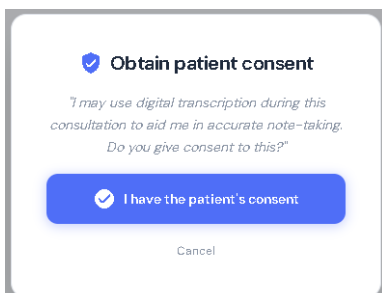 Obtain patient consent
"I may use digital transcription during this
consultation to aid me in accurate note-taking.
Do you give consent to this?"
I have the patient's consent
Cancel